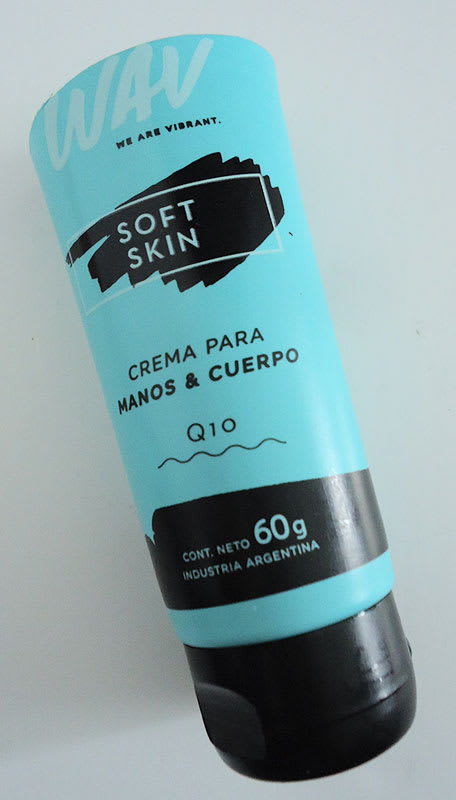 WAV
WE ARE VIBRANT.
SOFT
SKIN
CREMA PARA
MANOS & CUERPO
Q10
CONT. NETO 60g
INDUSTRIA ARGENTINA